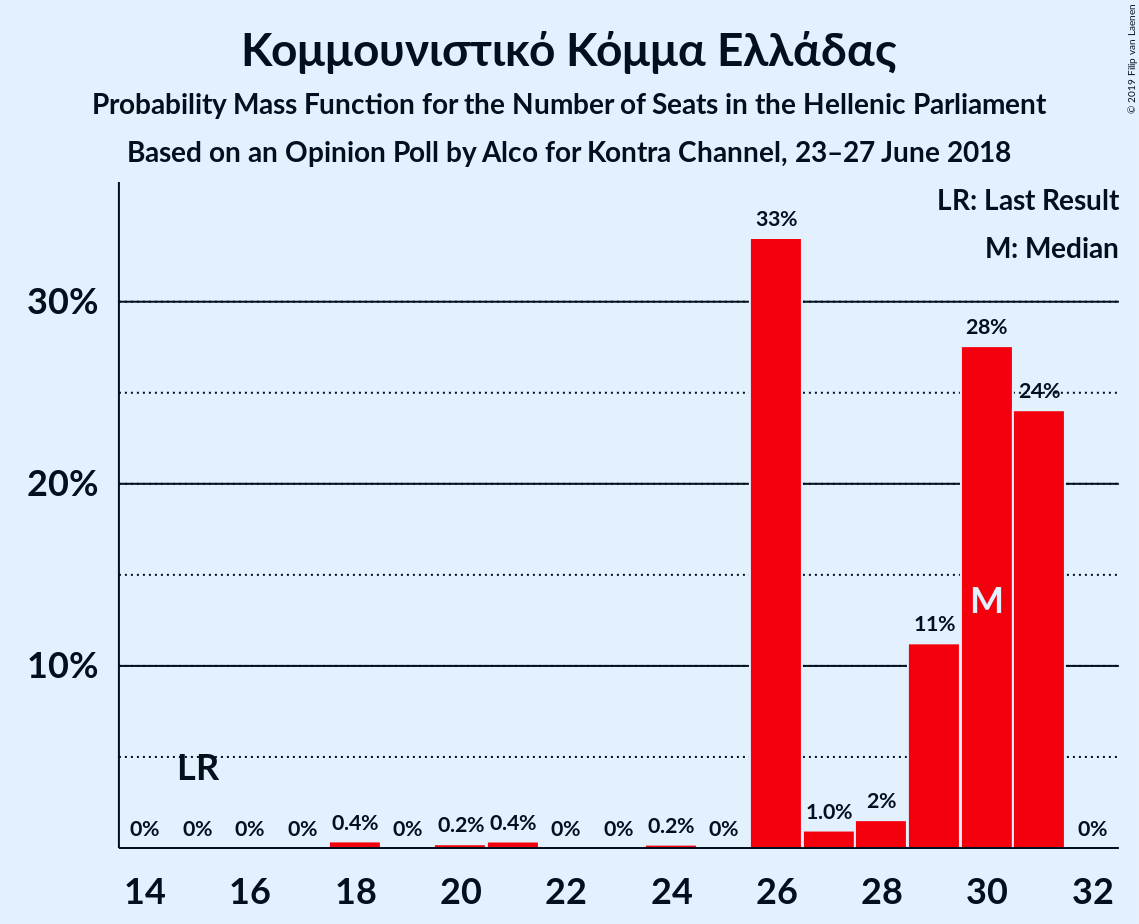 Κομμουνιστικό Κόμμα Ελλάδας
Probability Mass Function for the Number of Seats in the Hellenic Parliament
Based on an Opinion Poll by Alco for Kontra Channel, 23–27 June 2018
© 2019 Filip van Laenen
LR: Last Result
M: Median
33%
30%
28%
24%
20%
M
11%
10%
LR
0% 0% 0% 0% 0.4% 0% 0.2% 0.4% 0% 0% 0.2% 0% 1.0% 2% 0%
14 16 18 20 22 24 26 28 30 32